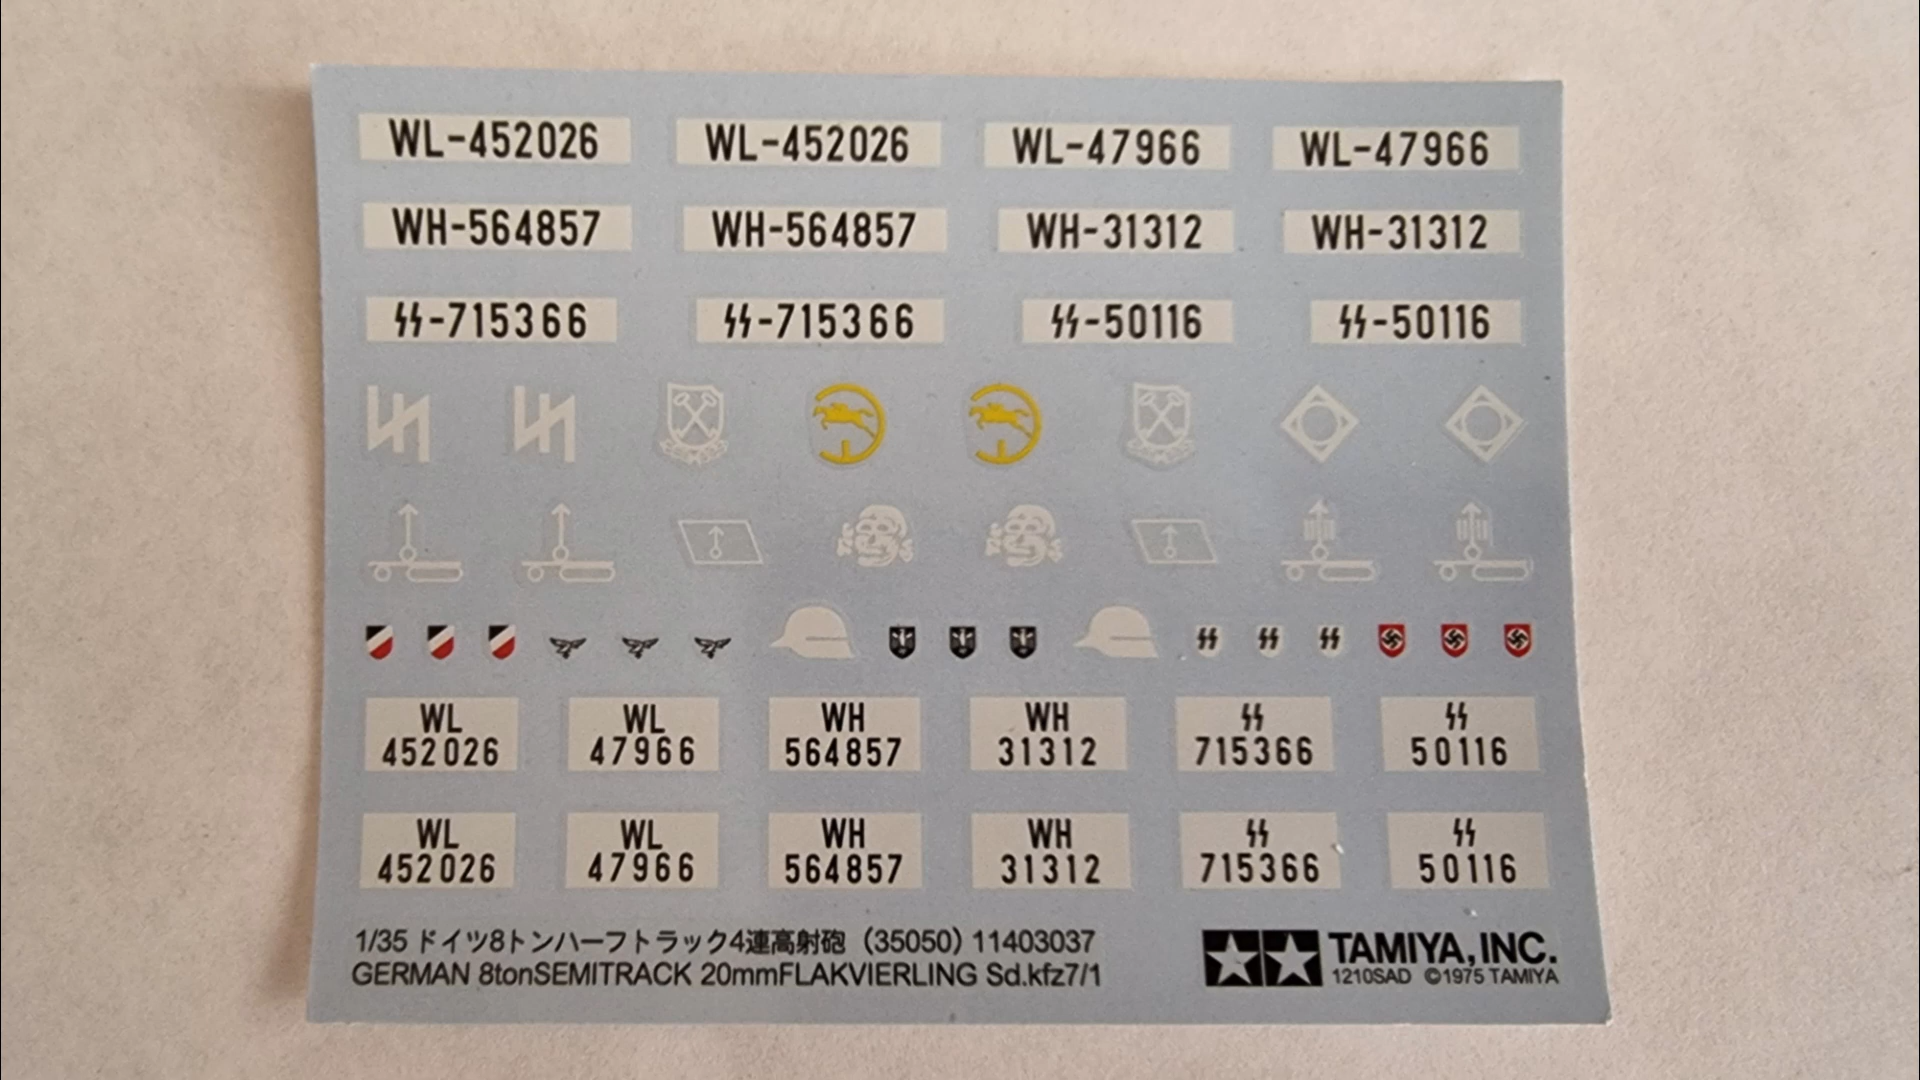 WL-452026 WL-452026 WL-47966 WL-47966
WH-564857 WH-564857 WH-31312 WH-31312
ϟϟ-715366 ϟϟ-715366 ϟϟ-50116 ϟϟ-50116
ϟϟ ϟϟ ϟϟ
WL WL WH WH ϟϟ ϟϟ
452026 47966 564857 31312 715366 50116
WL WL WH WH ϟϟ ϟϟ
452026 47966 564857 31312 715366 50116
1/35 ドイツ8トンハーフトラック4連高射砲 (35050) 11403037
GERMAN 8tonSEMITRACK 20mmFLAKVIERLING Sd.kfz7/1
TAMIYA, INC.
1210SAD ©1975 TAMIYA